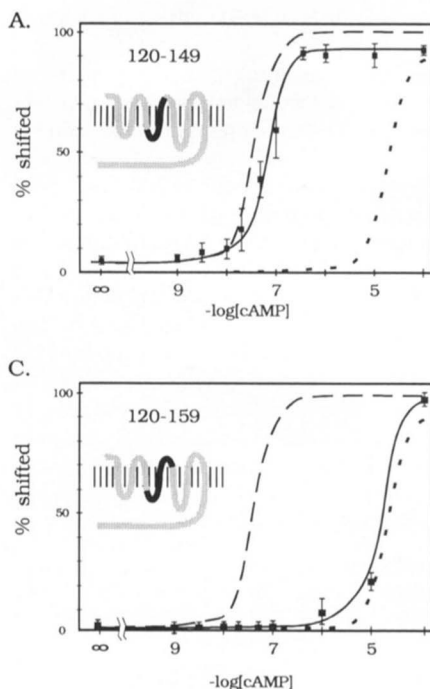 A.
120-149
% shifted
100
50
0
∞
9
7
5
-log[cAMP]
C.
120-159
% shifted
100
50
0
∞
9
7
5
-log[cAMP]